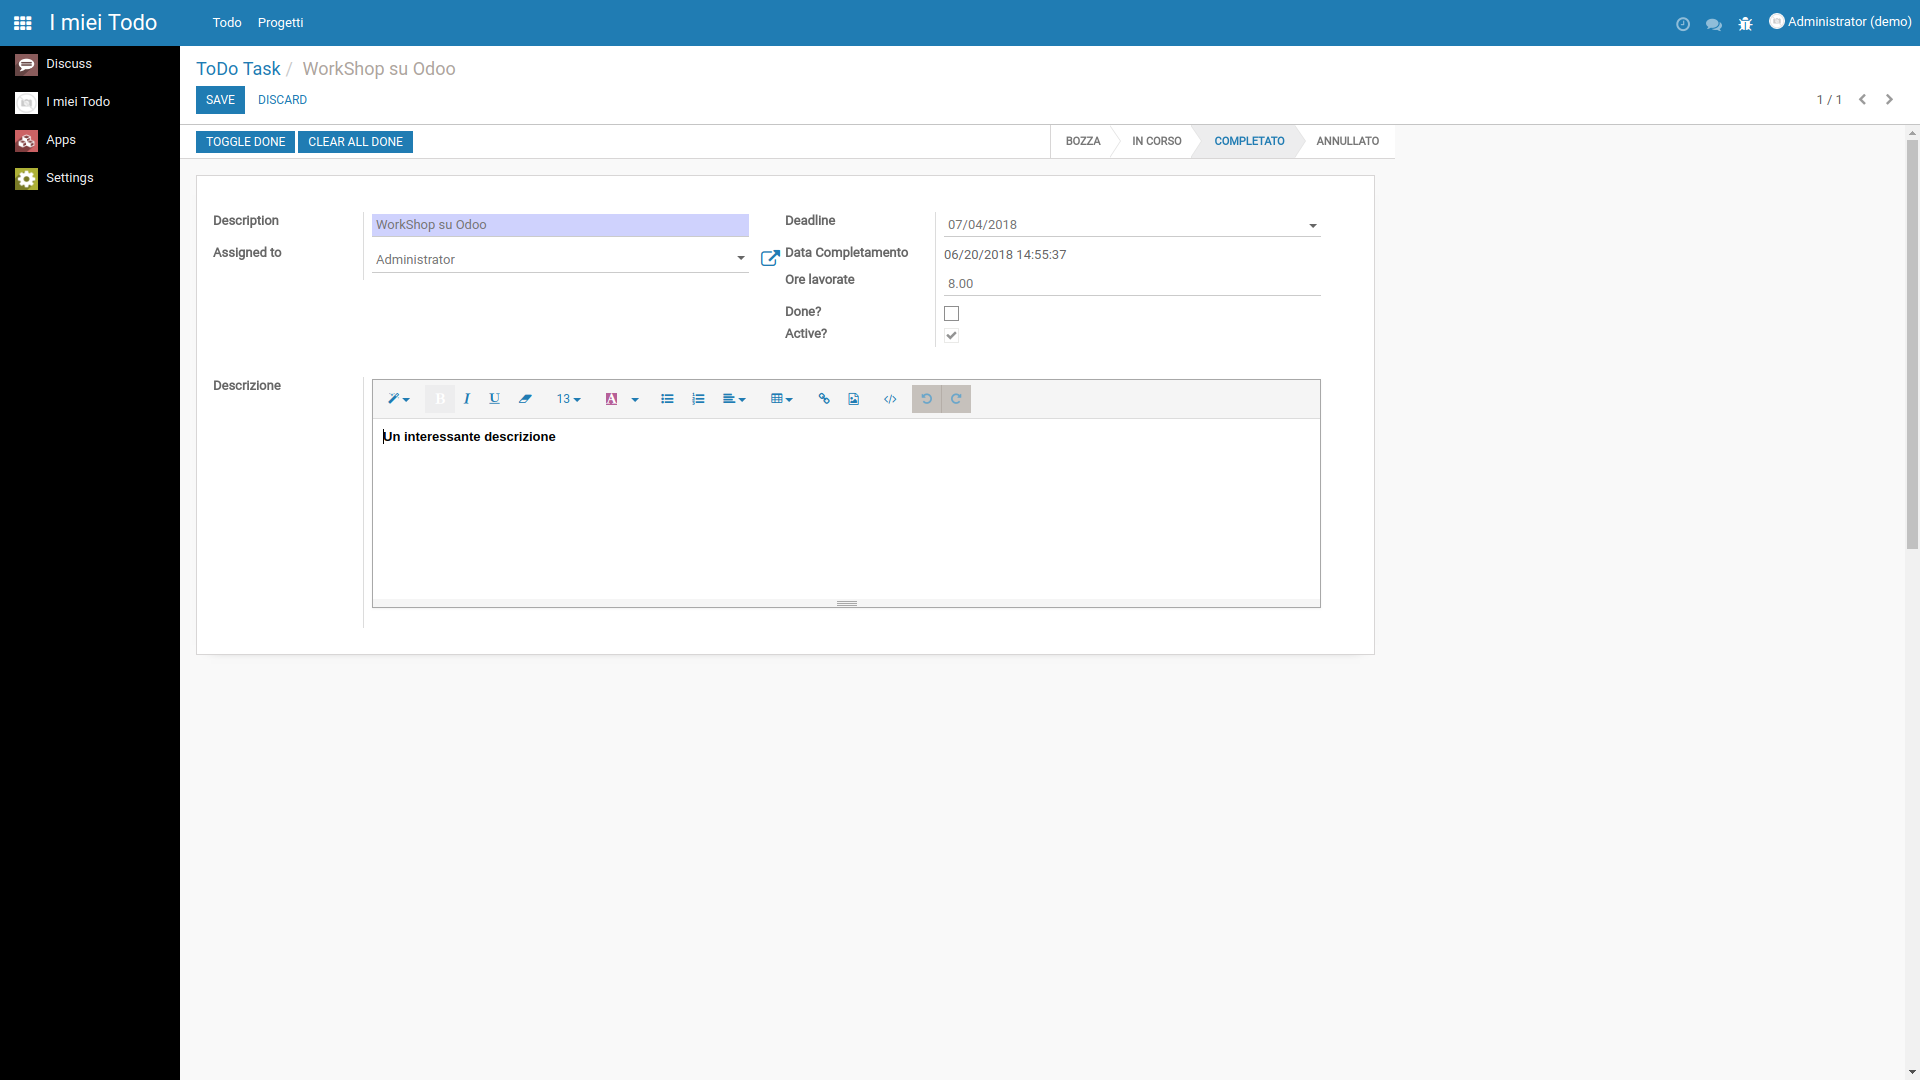 I miei Todo
Todo Progetti
Administrator (demo)
Discuss
I miei Todo
Apps
Settings
ToDo Task / WorkShop su Odoo
SAVE DISCARD
1 / 1
TOGGLE DONE CLEAR ALL DONE
BOZZA IN CORSO COMPLETATO ANNULLATO
Description WorkShop su Odoo
Assigned to Administrator
Deadline 07/04/2018
Data Completamento 06/20/2018 14:55:37
Ore lavorate 8.00
Done?
Active?
Descrizione
B I U 13 A </>
Un interessante descrizione